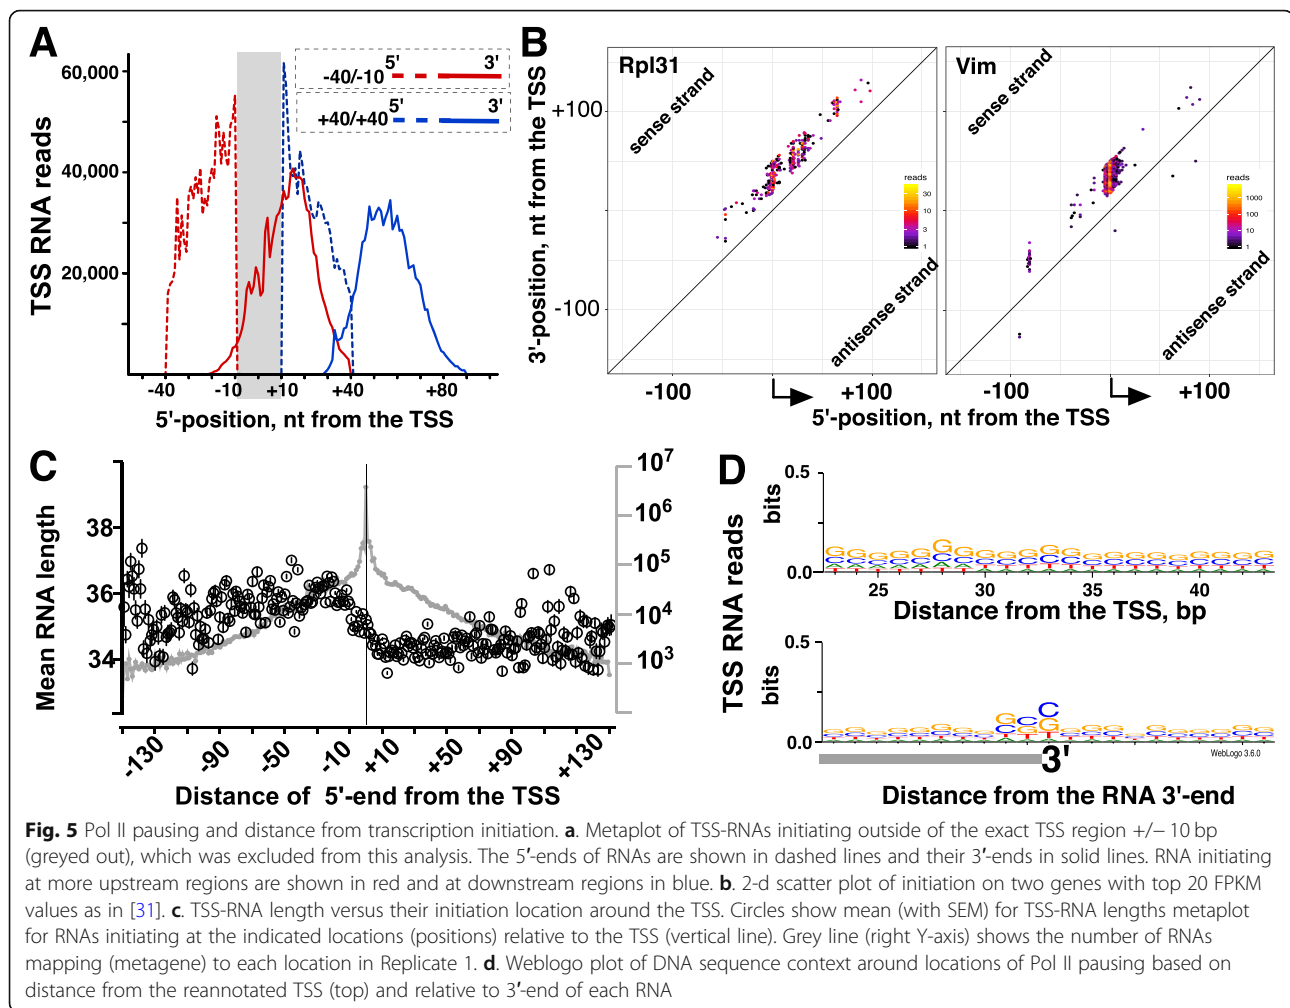 A
60,000
40,000
20,000
TSS RNA reads
-40/-10
5'
3'
+40/+40
5'
3'
-40
-10
+10
+40
+80
5'-position, nt from the TSS
B
Rpl31
sense strand
antisense strand
reads
30
10
3
1
+100
-100
3'-position, nt from the TSS
-100
+100
Vim
sense strand
antisense strand
reads
1000
100
10
1
-100
+100
5'-position, nt from the TSS
C
38
36
34
Mean RNA length
10^7
10^6
10^5
10^4
10^3
-130
-90
-50
-10
+10
+50
+90
+130
Distance of 5'-end from the TSS
D
TSS RNA reads
0.5
bits
0.0
25
30
35
40
Distance from the TSS, bp
0.5
bits
0.0
3'
WebLogo 3.6.0
Distance from the RNA 3'-end
Fig. 5 Pol II pausing and distance from transcription initiation. a. Metaplot of TSS-RNAs initiating outside of the exact TSS region +/− 10 bp
(greyed out), which was excluded from this analysis. The 5′-ends of RNAs are shown in dashed lines and their 3′-ends in solid lines. RNA initiating
at more upstream regions are shown in red and at downstream regions in blue. b. 2-d scatter plot of initiation on two genes with top 20 FPKM
values as in [31]. c. TSS-RNA length versus their initiation location around the TSS. Circles show mean (with SEM) for TSS-RNA lengths metaplot
for RNAs initiating at the indicated locations (positions) relative to the TSS (vertical line). Grey line (right Y-axis) shows the number of RNAs
mapping (metagene) to each location in Replicate 1. d. Weblogo plot of DNA sequence context around locations of Pol II pausing based on
distance from the reannotated TSS (top) and relative to 3′-end of each RNA